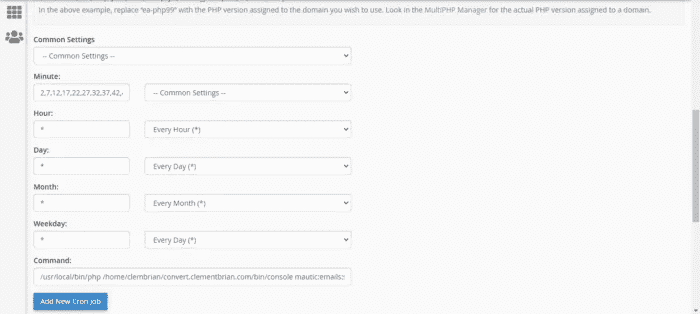 In the above example, replace "ea-php99" with the PHP version assigned to the domain you wish to use. Look in the MultiPHP Manager for the actual PHP version assigned to a domain.
Common Settings
-- Common Settings --
Minute:
2,7,12,17,22,27,32,37,42, -- Common Settings --
Hour:
* Every Hour (*)
Day:
* Every Day (*)
Month:
* Every Month (*)
Weekday:
* Every Day (*)
Command:
/usr/local/bin/php /home/clembrian/convert.clementbrian.com/bin/console mautic:emails:
Add New Cron Job